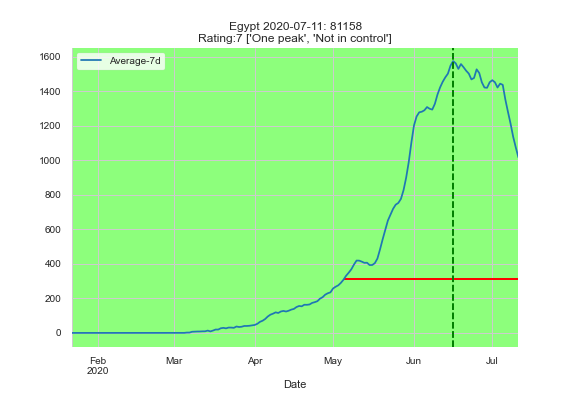 Egypt 2020-07-11: 81158
Rating:7 ['One peak', 'Not in control']
Average-7d
1600
1400
1200
1000
800
600
400
200
0
Feb Mar Apr May Jun Jul
2020
Date